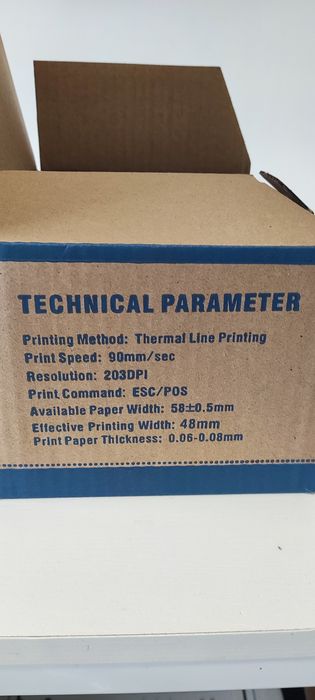 TECHNICAL PARAMETER
Printing Method: Thermal Line Printing
Print Speed: 90mm/sec
Resolution: 203DPI
Print Command: ESC/POS
Available Paper Width: 58±0.5mm
Effective Printing Width: 48mm
Print Paper Thickness: 0.06-0.08mm